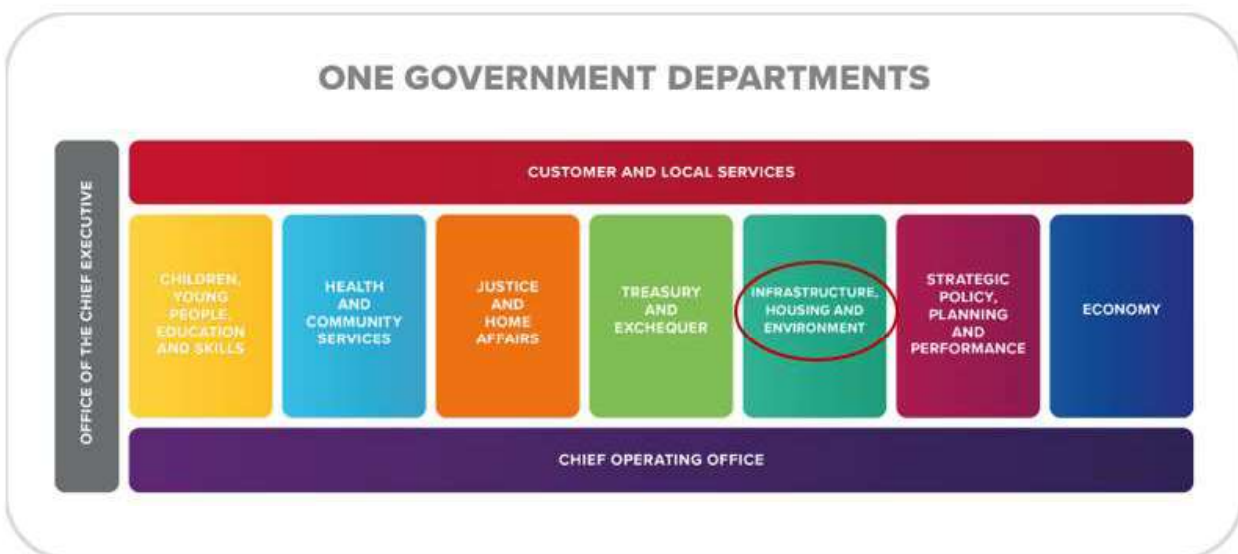 ONE GOVERNMENT DEPARTMENTS
OFFICE OF THE CHIEF EXECUTIVE
CUSTOMER AND LOCAL SERVICES
CHILDREN,
YOUNG
PEOPLE,
EDUCATION
AND SKILLS
HEALTH
AND
COMMUNITY
SERVICES
JUSTICE
AND
HOME
AFFAIRS
TREASURY
AND
EXCHEQUER
INFRASTRUCTURE,
HOUSING AND
ENVIRONMENT
STRATEGIC
POLICY,
PLANNING
AND
PERFORMANCE
ECONOMY
CHIEF OPERATING OFFICE